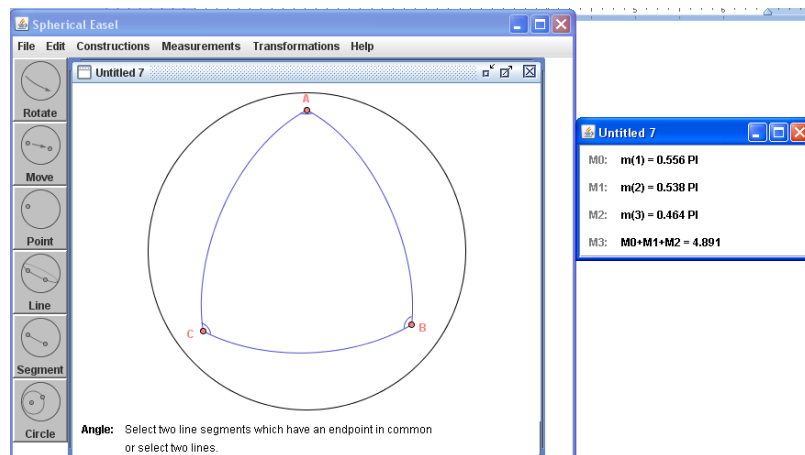 Spherical Easel
File Edit Constructions Measurements Transformations Help
Untitled 7
Rotate
Move
Point
Line
Segment
Circle
A
C
B
Angle: Select two line segments which have an endpoint in common
or select two lines.
5
6
Untitled 7
M0: m(1) = 0.556 PI
M1: m(2) = 0.538 PI
M2: m(3) = 0.464 PI
M3: M0+M1+M2 = 4.891